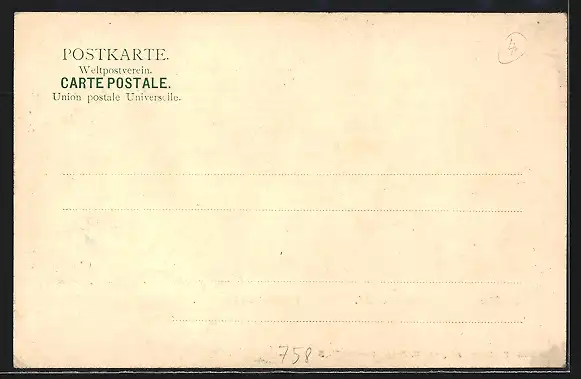 POSTKARTE.
Weltpostverein.
CARTE POSTALE.
Union postale Universelle.
758